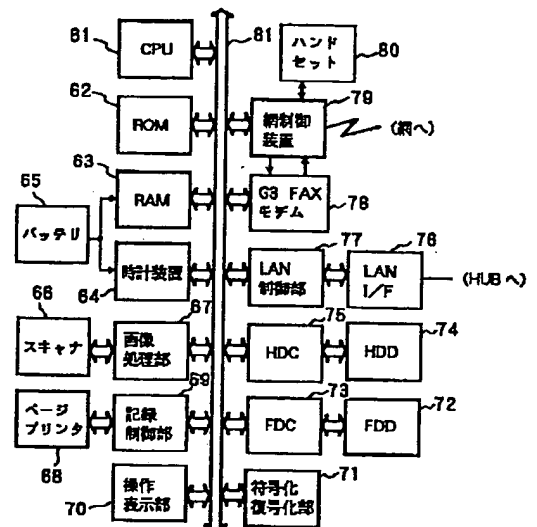 61
CPU
81
ハンド
セット
80
62
ROM
79
網制御
装置
(網へ)
63
RAM
G3 FAX
モデム
78
65
バッテリ
時計装置
64
77
LAN
制御部
76
LAN
I/F
(HUBへ)
66
スキャナ
67
画像
処理部
75
HDC
74
HDD
ページ
プリンタ
68
69
記録
制御部
73
FDC
72
FDD
70
操作
表示部
71
符号化
復号化部